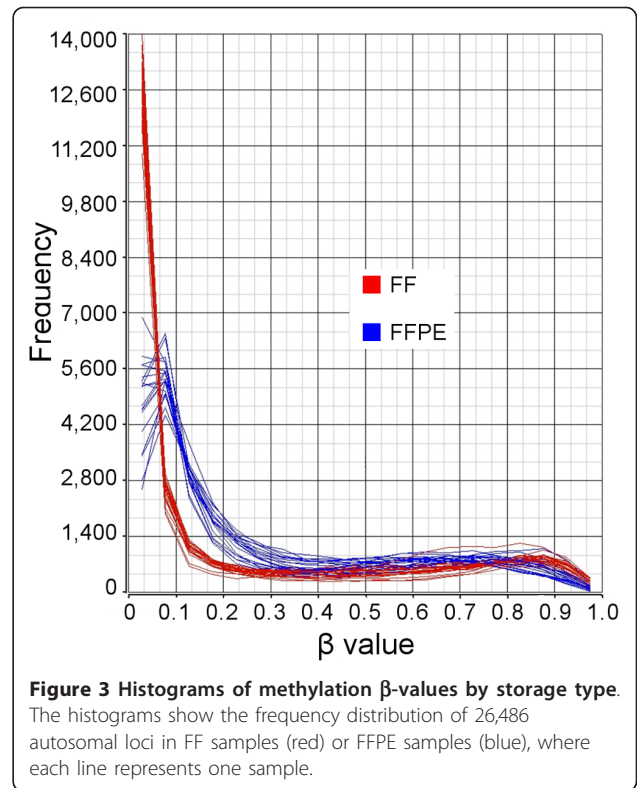 14,000
12,600
11,200
9,800
8,400
7,000
5,600
4,200
2,800
1,400
0
Frequency
FF
FFPE
0 0.1 0.2 0.3 0.4 0.5 0.6 0.7 0.8 0.9 1.0
β value
Figure 3 Histograms of methylation β-values by storage type.
The histograms show the frequency distribution of 26,486
autosomal loci in FF samples (red) or FFPE samples (blue), where
each line represents one sample.